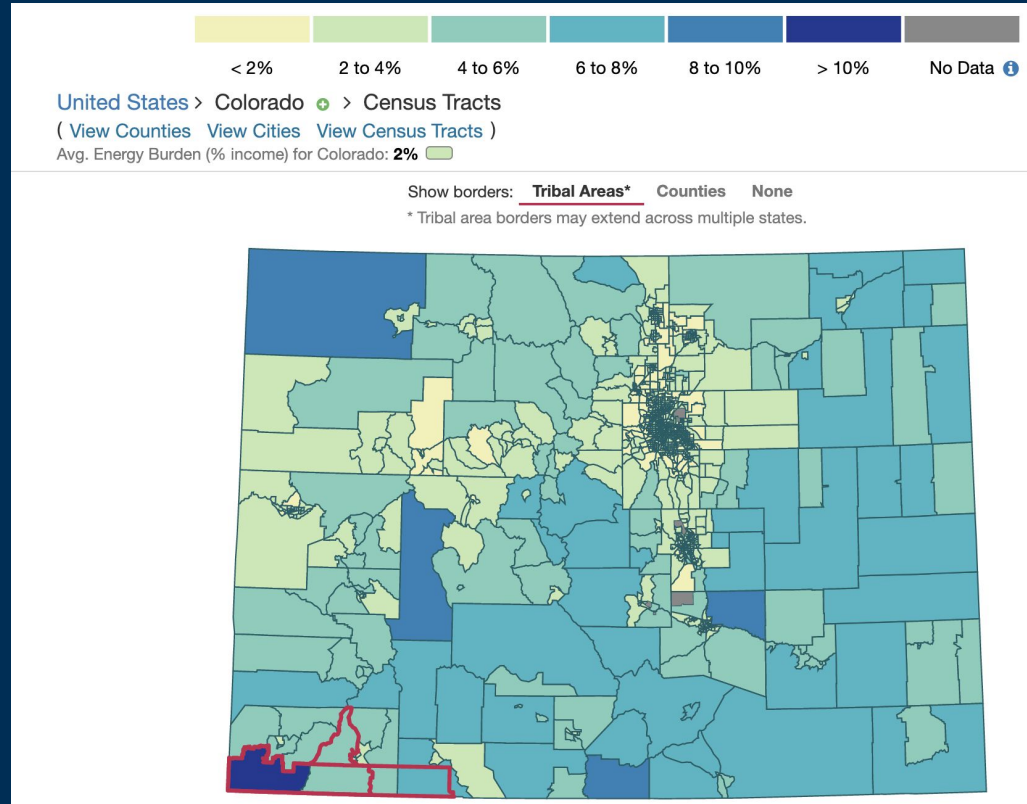 < 2% 2 to 4% 4 to 6% 6 to 8% 8 to 10% > 10% No Data i
United States > Colorado + > Census Tracts
( View Counties View Cities View Census Tracts )
Avg. Energy Burden (% income) for Colorado: 2%
Show borders: Tribal Areas* Counties None
* Tribal area borders may extend across multiple states.